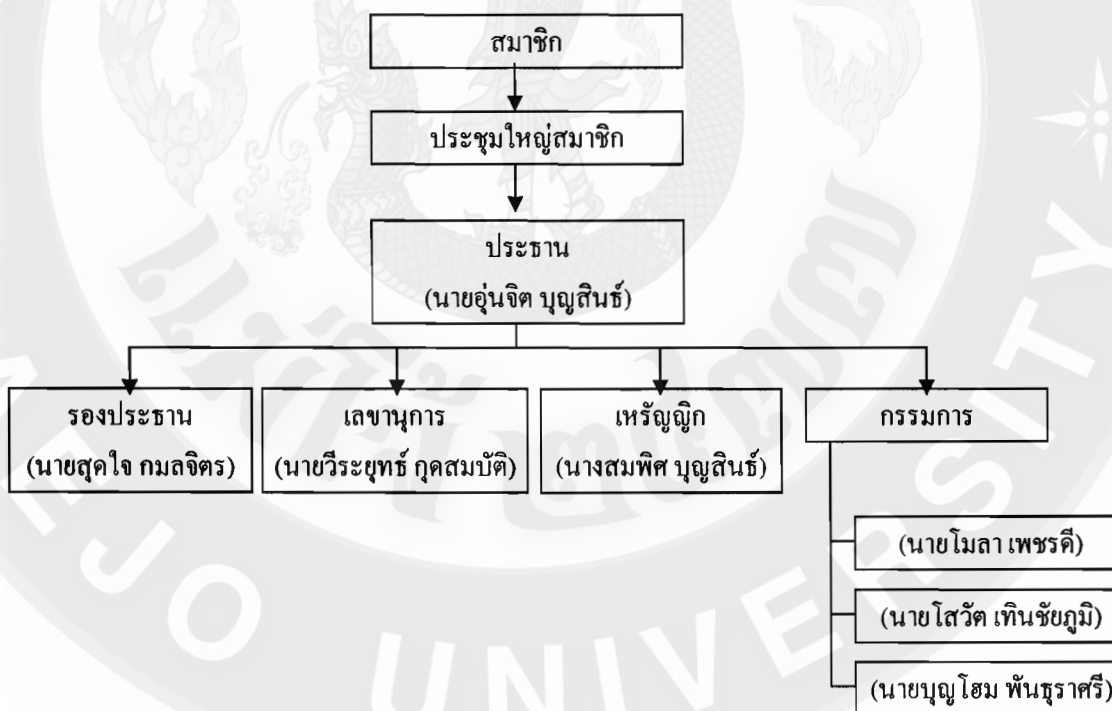 สมาชิก
ประชุมใหญ่สมาชิก
ประธาน
(นายอุ่นจิต บุญสินธ์)
รองประธาน
(นายสุดใจ กมลจิตร)
เลขานุการ
(นายวีระยุทธ์ กุดสมบัติ)
เหรัญญิก
(นางสมพิศ บุญสินธ์)
กรรมการ
(นายโมลา เพชรดี)
(นายโสวัต เทินชัยภูมิ)
(นายบุญโฮม พันธุราศรี)
EJO UNIVERSITY